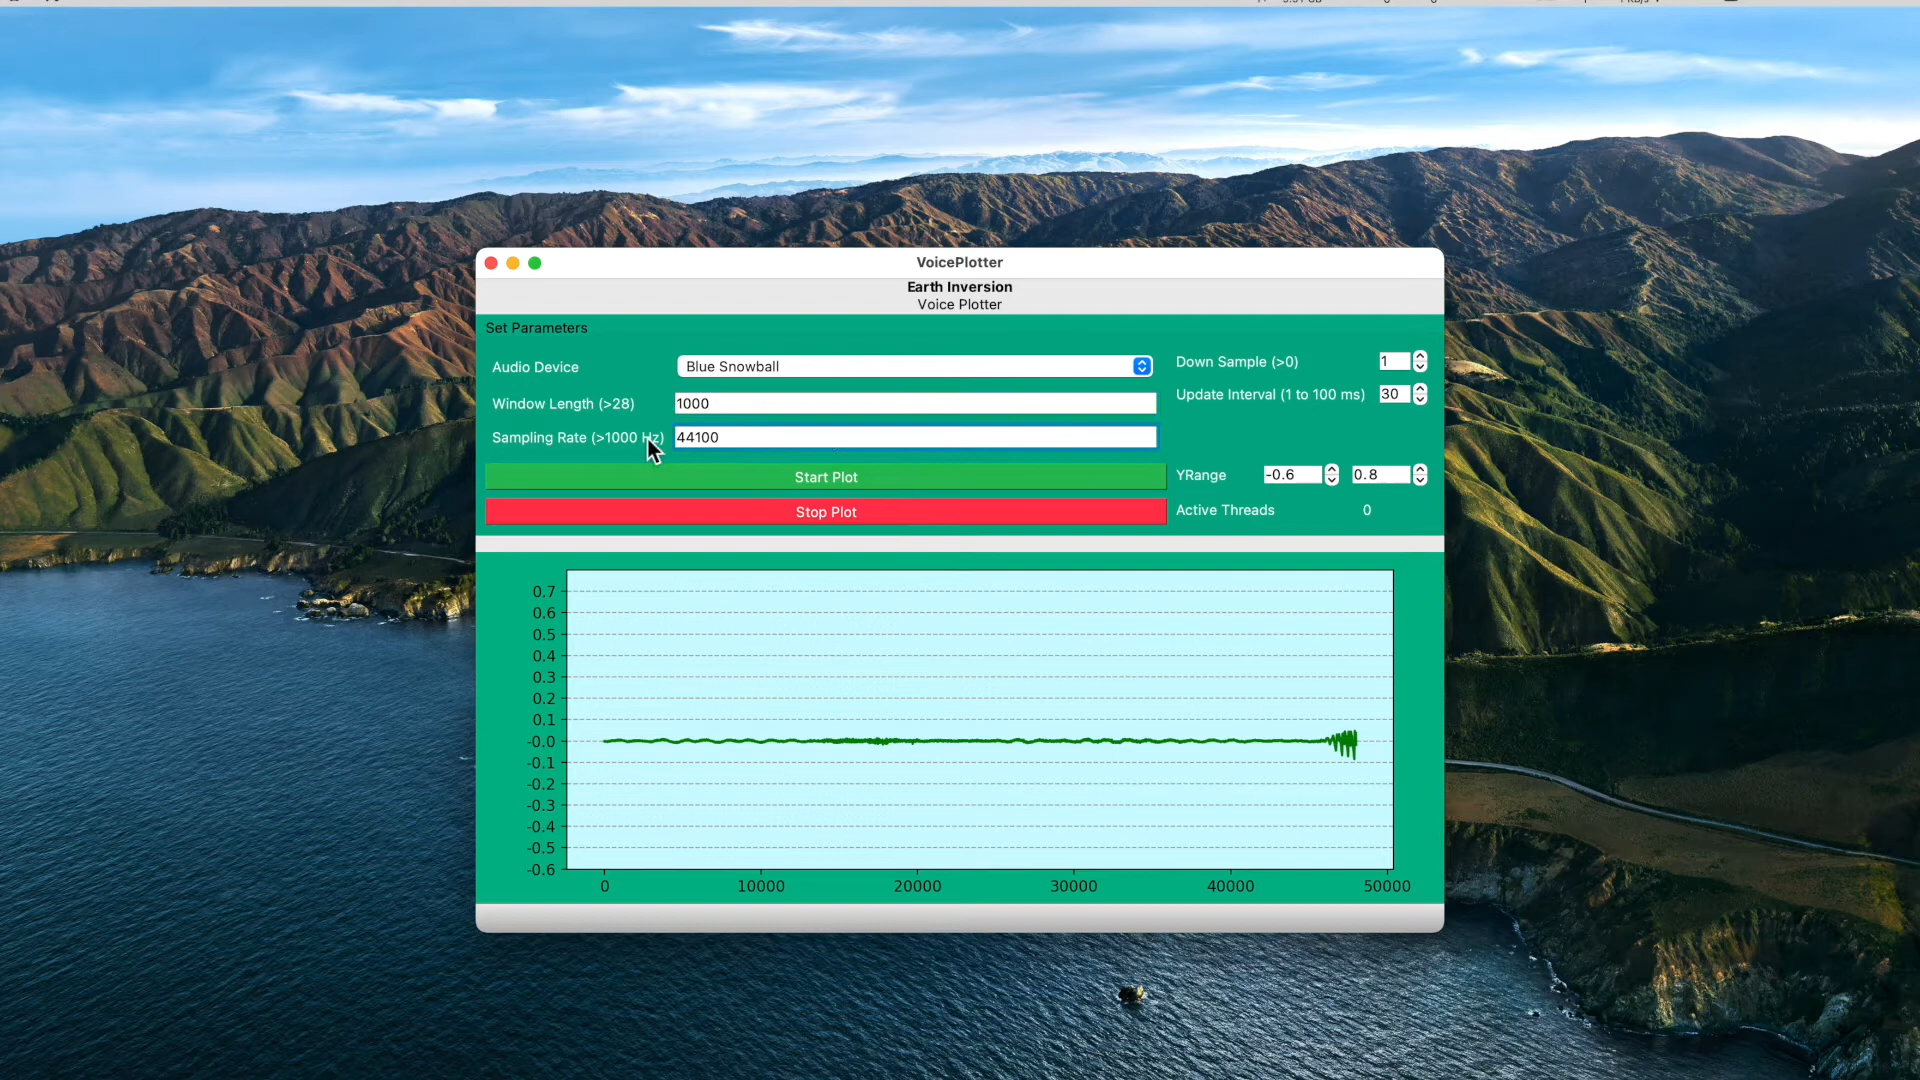 VoicePlotter
Earth Inversion
Voice Plotter
Set Parameters
Audio Device
Blue Snowball
Down Sample (>0)
1
Window Length (>28)
1000
Update Interval (1 to 100 ms)
30
Sampling Rate (>1000 Hz)
44100
Start Plot
YRange
-0.6
0.8
Stop Plot
Active Threads
0
0.7
0.6
0.5
0.4
0.3
0.2
0.1
-0.0
-0.1
-0.2
-0.3
-0.4
-0.5
-0.6
0 10000 20000 30000 40000 50000